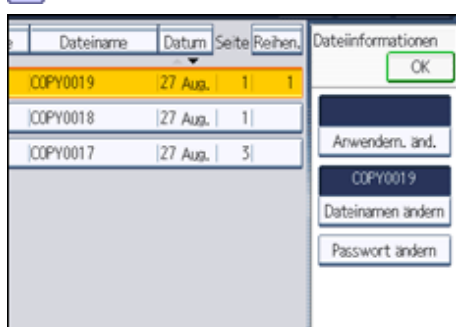 Dateiname Datum Seite Reihen. Dateiinformationen
OK
COPY0019 27 Aug. 1 1
COPY0018 27 Aug. 1
Anwendern. änd.
COPY0017 27 Aug. 3
COPY0019
Dateinamen ändern
Passwort ändern